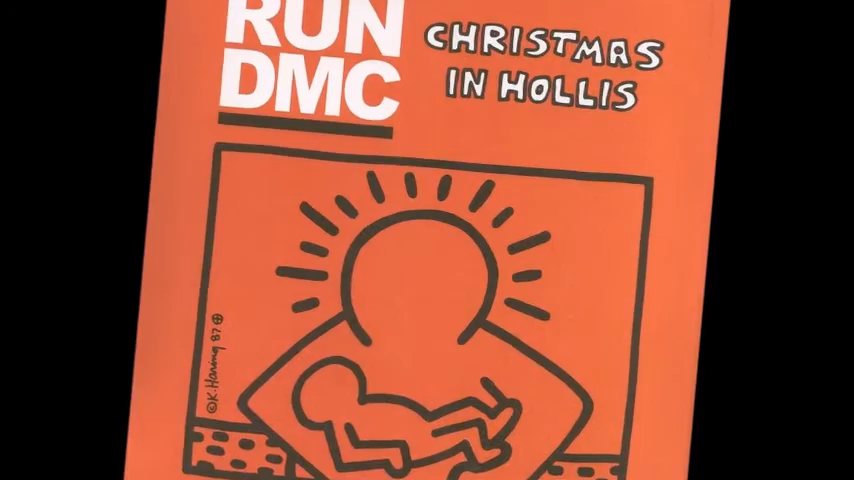 RUN
DMC
CHRISTMAS
IN HOLLIS
©K.Haring 87